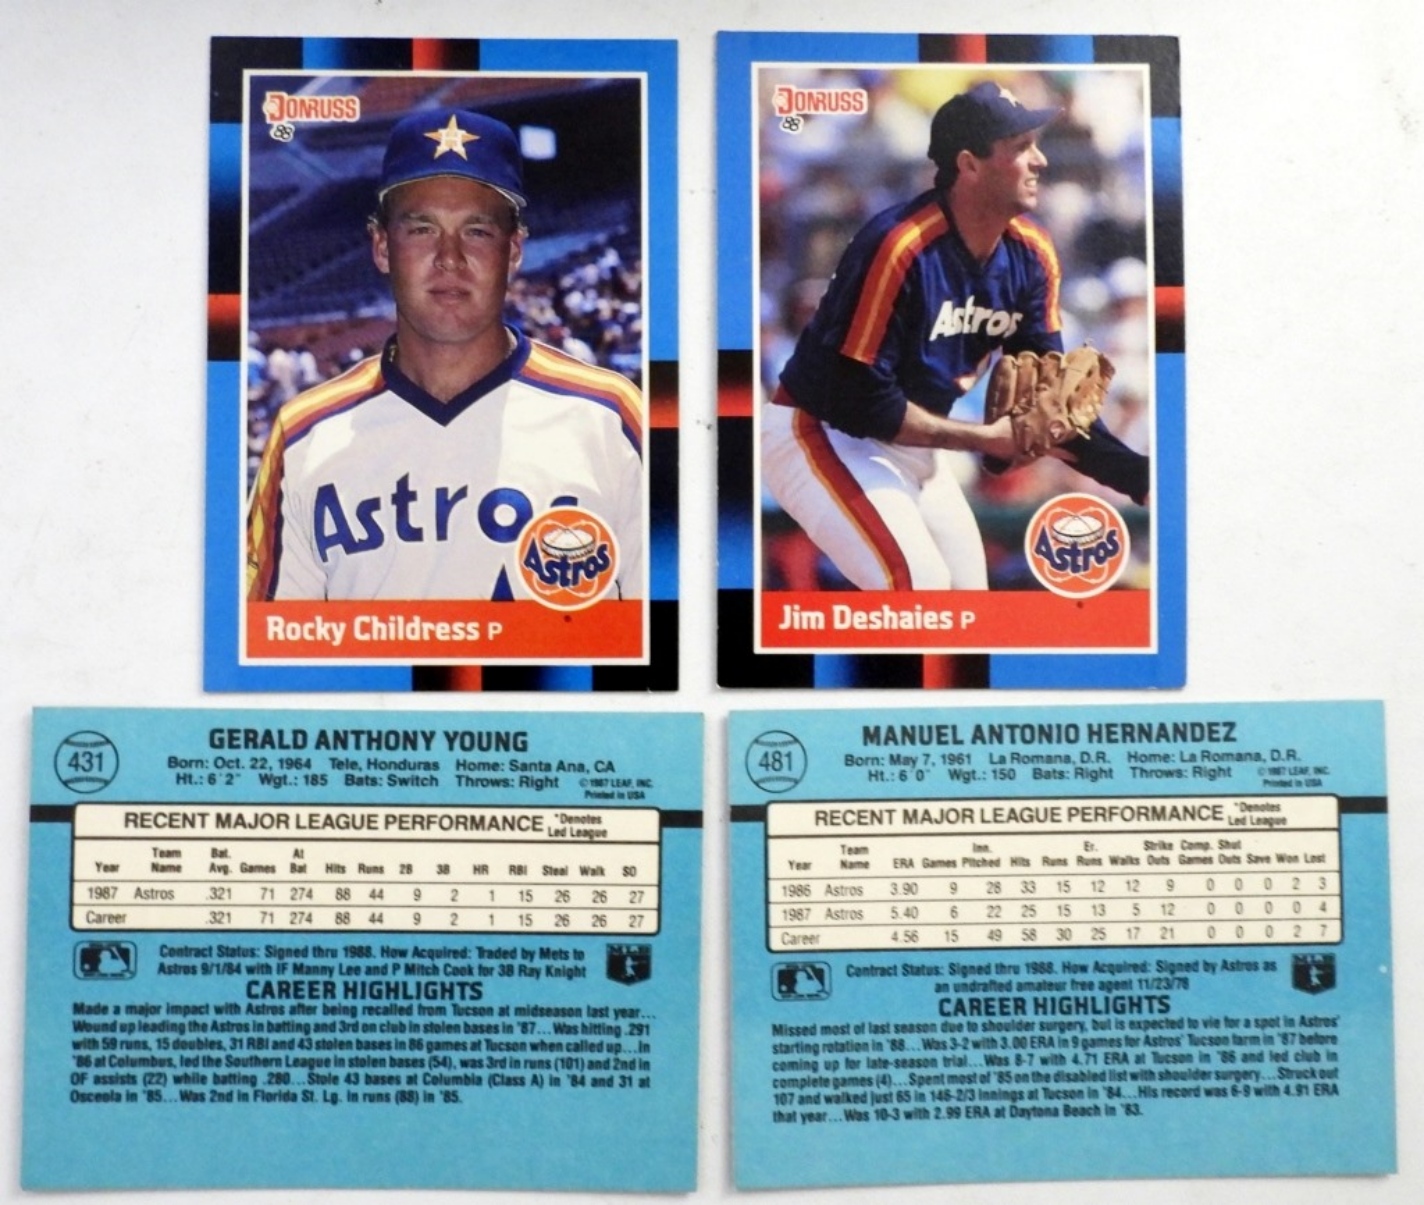 DONRUSS
88
Astros
Astros
Rocky Childress P
DONRUSS
88
Astros
Astros
Jim Deshaies P
431
GERALD ANTHONY YOUNG
Born: Oct. 22, 1964 Tele, Honduras Home: Santa Ana, CA
Ht.: 6'2" Wgt.: 185 Bats: Switch Throws: Right © 1987 LEAF, INC.
Printed in USA
RECENT MAJOR LEAGUE PERFORMANCE *Denotes Led League
Year Team Name Bat. Avg. Games At Bat Hits Runs 2B 3B HR RBI Steal Walk SO
1987 Astros .321 71 274 88 44 9 2 1 15 26 26 27
Career .321 71 274 88 44 9 2 1 15 26 26 27
Contract Status: Signed thru 1988. How Acquired: Traded by Mets to
Astros 9/1/84 with IF Manny Lee and P Mitch Cook for 3B Ray Knight
CAREER HIGHLIGHTS
Made a major impact with Astros after being recalled from Tucson at midseason last year...
Wound up leading the Astros in batting and 3rd on club in stolen bases in '87...Was hitting .291
with 59 runs, 15 doubles, 31 RBI and 43 stolen bases in 86 games at Tucson when called up...In
'86 at Columbus, led the Southern League in stolen bases (54), was 3rd in runs (101) and 2nd in
OF assists (22) while batting .280...Stole 43 bases at Columbia (Class A) in '84 and 31 at
Osceola in '85...Was 2nd in Florida St. Lg. in runs (88) in '85.
481
MANUEL ANTONIO HERNANDEZ
Born: May 7, 1961 La Romana, D.R. Home: La Romana, D.R.
Ht.: 6'0" Wgt.: 150 Bats: Right Throws: Right © 1987 LEAF, INC.
Printed in USA
RECENT MAJOR LEAGUE PERFORMANCE *Denotes Led League
Year Team Name ERA Games Inn. Pitched Hits Runs Er. Runs Walks Strike Outs Comp. Games Shut Outs Save Won Lost
1986 Astros 3.90 9 28 33 15 12 12 9 0 0 0 2 3
1987 Astros 5.40 6 22 25 15 13 5 12 0 0 0 0 4
Career 4.56 15 49 58 30 25 17 21 0 0 0 2 7
Contract Status: Signed thru 1988. How Acquired: Signed by Astros as
an undrafted amateur free agent 11/23/78
CAREER HIGHLIGHTS
Missed most of last season due to shoulder surgery, but is expected to vie for a spot in Astros'
starting rotation in '88...Was 3-2 with 3.00 ERA in 9 games for Astros' Tucson farm in '87 before
coming up for late-season trial...Was 8-7 with 4.71 ERA at Tucson in '86 and led club in
complete games (4)...Spent most of '85 on the disabled list with shoulder surgery...Struck out
107 and walked just 65 in 146-2/3 innings at Tucson in '84...His record was 6-9 with 4.91 ERA
that year...Was 10-3 with 2.99 ERA at Daytona Beach in '83.